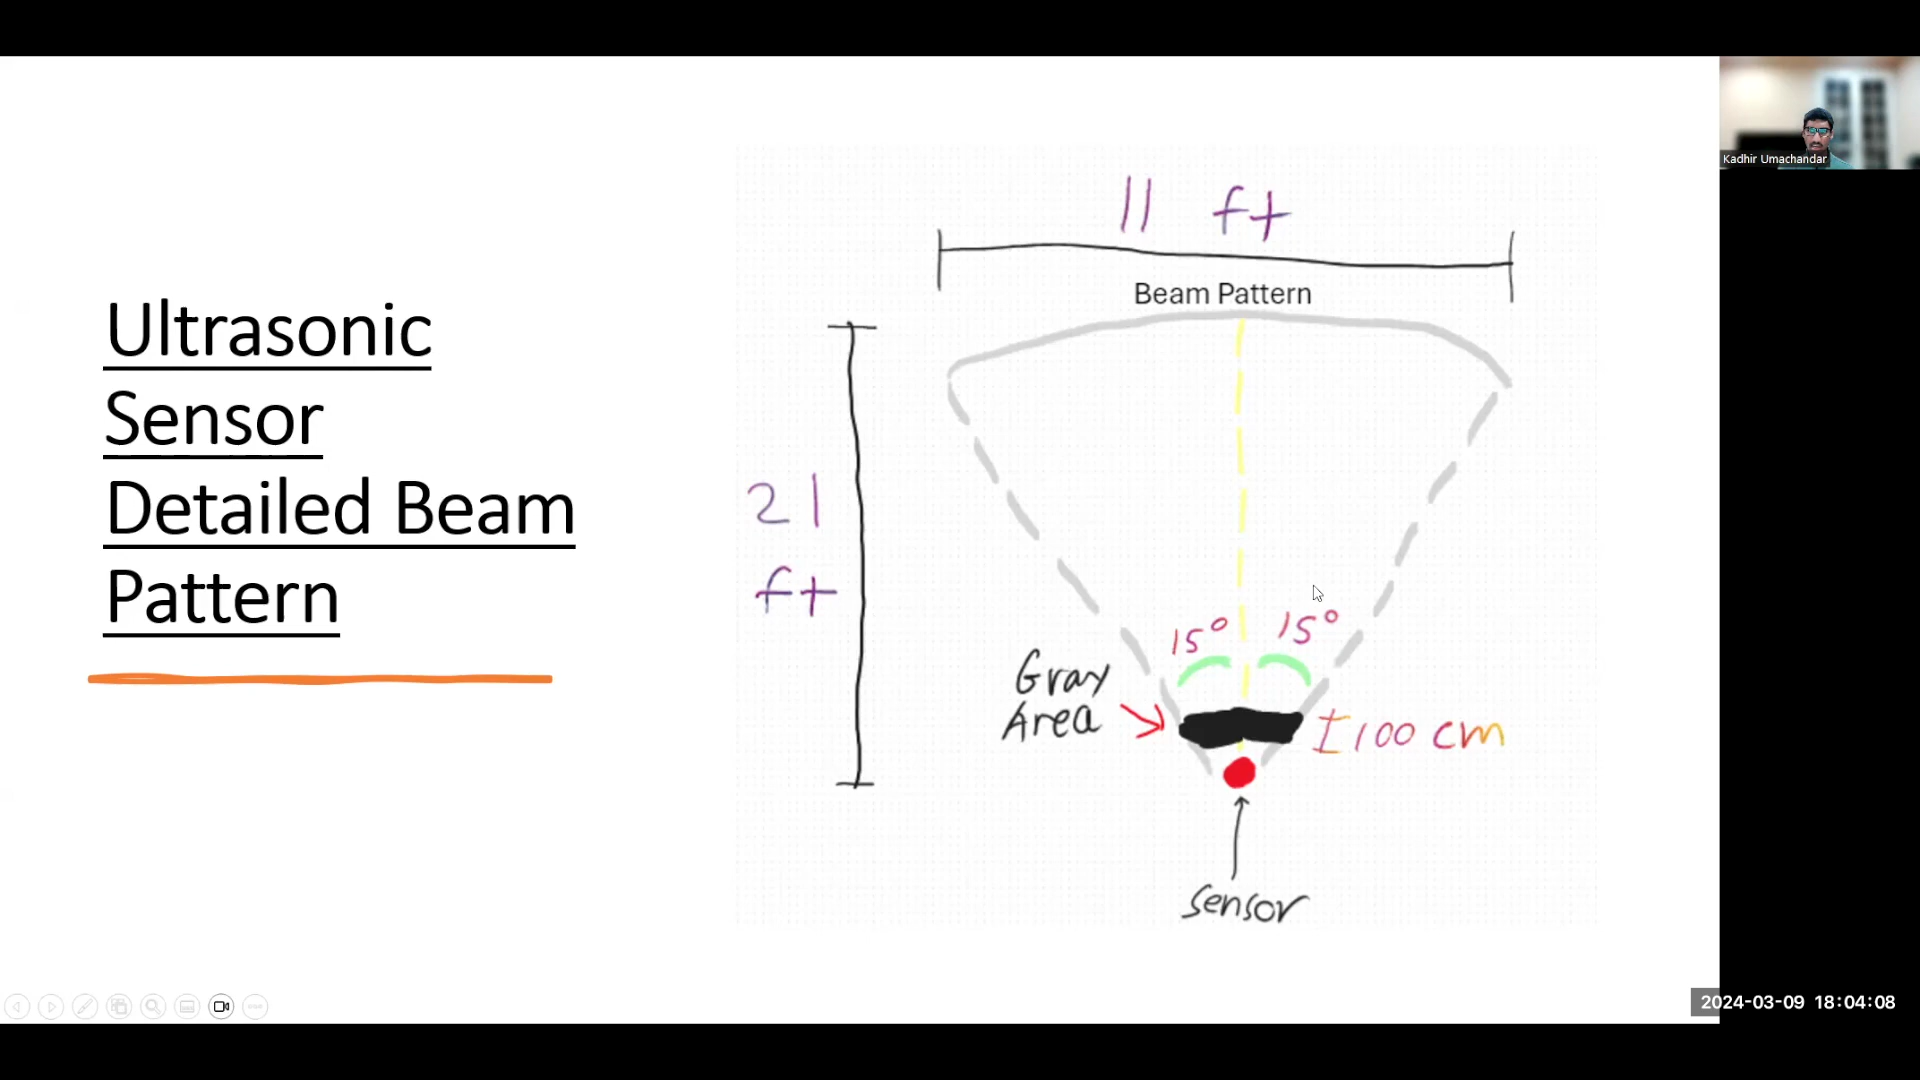 Ultrasonic
Sensor
Detailed Beam
Pattern
11 ft
Beam Pattern
21
ft
15° 15°
Gray
Area
I100 cm
Sensor
Kadhir Umachandar
2024-03-09 18:04:08